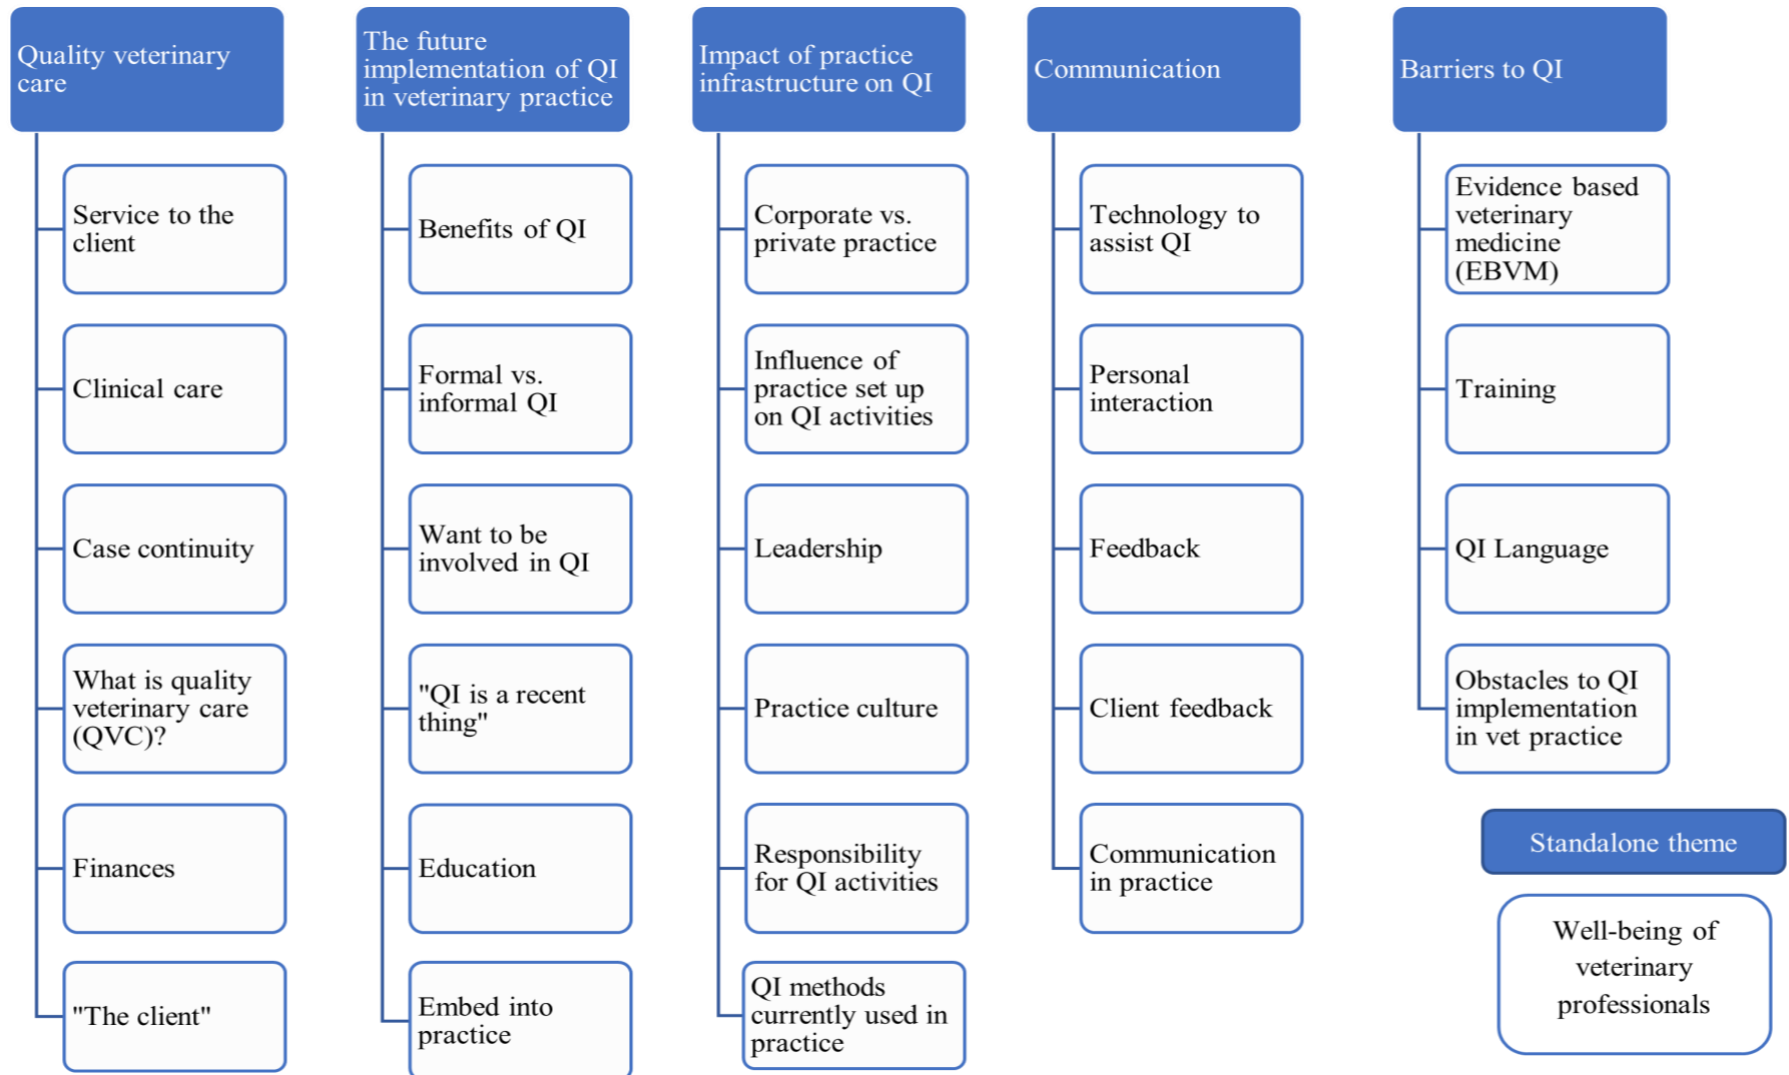 Quality veterinary
care
Service to the
client
Clinical care
Case continuity
What is quality
veterinary care
(QVC)?
Finances
"The client"
The future
implementation of QI
in veterinary practice
Benefits of QI
Formal vs.
informal QI
Want to be
involved in QI
"QI is a recent
thing"
Education
Embed into
practice
Impact of practice
infrastructure on QI
Corporate vs.
private practice
Influence of
practice set up
on QI activities
Leadership
Practice culture
Responsibility
for QI activities
QI methods
currently used in
practice
Communication
Technology to
assist QI
Personal
interaction
Feedback
Client feedback
Communication
in practice
Barriers to QI
Evidence based
veterinary
medicine
(EBVM)
Training
QI Language
Obstacles to QI
implementation
in vet practice
Standalone theme
Well-being of
veterinary
professionals